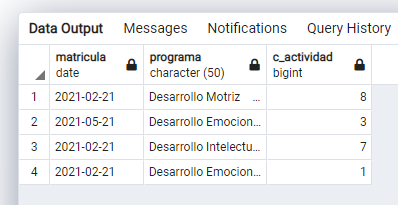 Data Output Messages Notifications Query History
matricula programa c_actividad
date character (50) bigint
1 2021-02-21 Desarrollo Motriz ... 8
2 2021-05-21 Desarrollo Emocion... 3
3 2021-02-21 Desarrollo Intelectu... 7
4 2021-02-21 Desarrollo Emocion... 1